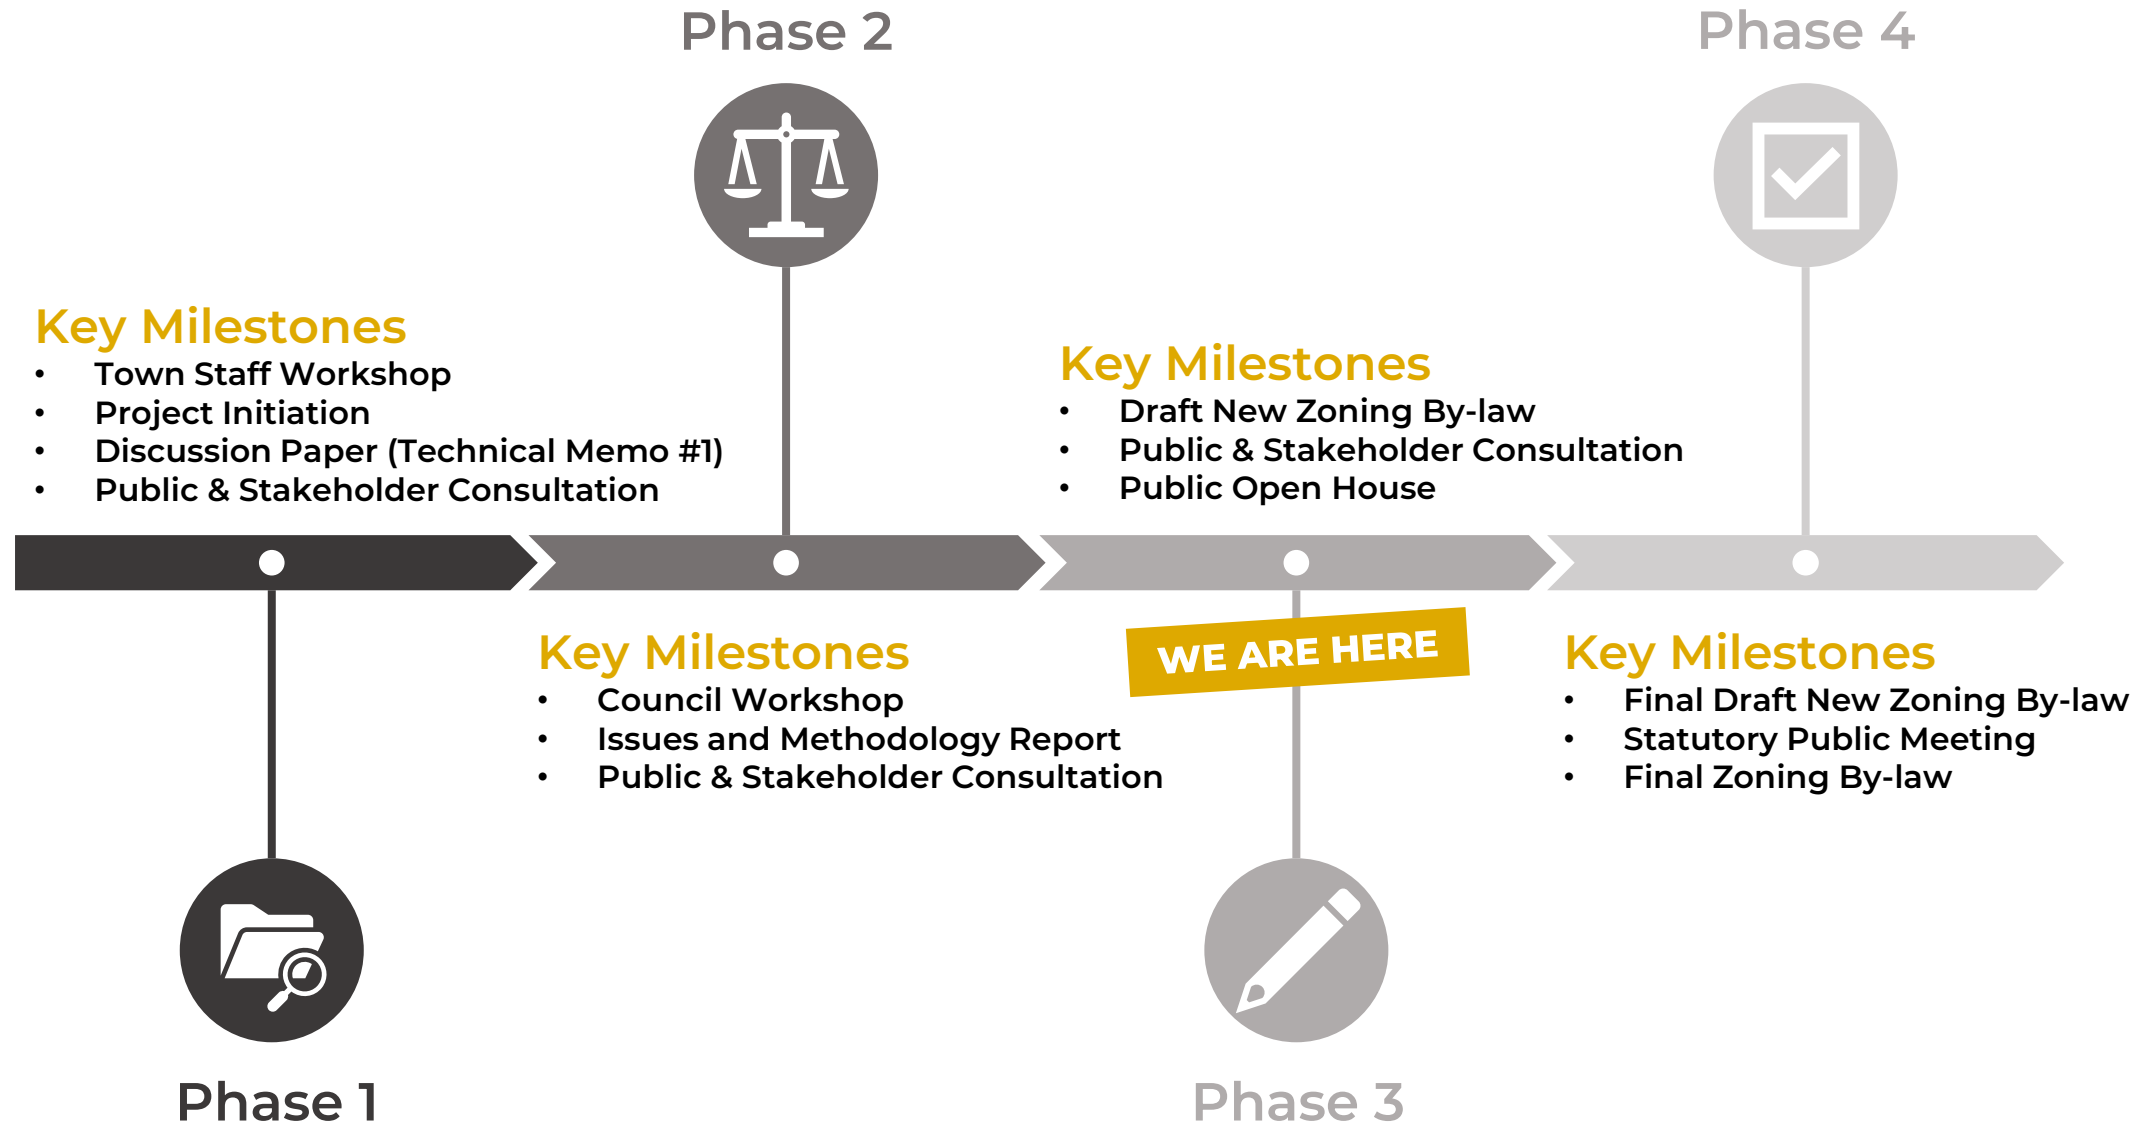 Phase 2
Phase 4
Key Milestones
• Town Staff Workshop
• Project Initiation
• Discussion Paper (Technical Memo #1)
• Public & Stakeholder Consultation
Key Milestones
• Draft New Zoning By-law
• Public & Stakeholder Consultation
• Public Open House
WE ARE HERE
Key Milestones
• Council Workshop
• Issues and Methodology Report
• Public & Stakeholder Consultation
Key Milestones
• Final Draft New Zoning By-law
• Statutory Public Meeting
• Final Zoning By-law
Phase 1
Phase 3